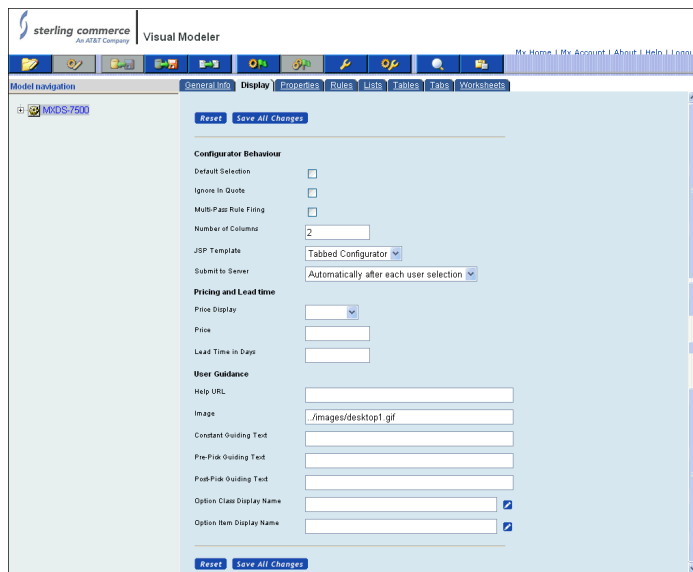 sterling commerce
An AT&T Company
Visual Modeler
Mx Home | My Account | About | Help | Logou
Model navigation
General Info Display Properties Rules Lists Tables Tabs Worksheets
MXDS-7500
Reset Save All Changes
Configurator Behaviour
Default Selection
Ignore In Quote
Multi-Pass Rule Firing
Number of Columns 2
JSP Template Tabbed Configurator
Submit to Server Automatically after each user selection
Pricing and Lead time
Price Display
Price
Lead Time in Days
User Guidance
Help URL
Image ../images/desktop1.gif
Constant Guiding Text
Pre-Pick Guiding Text
Post-Pick Guiding Text
Option Class Display Name
Option Item Display Name
Reset Save All Changes